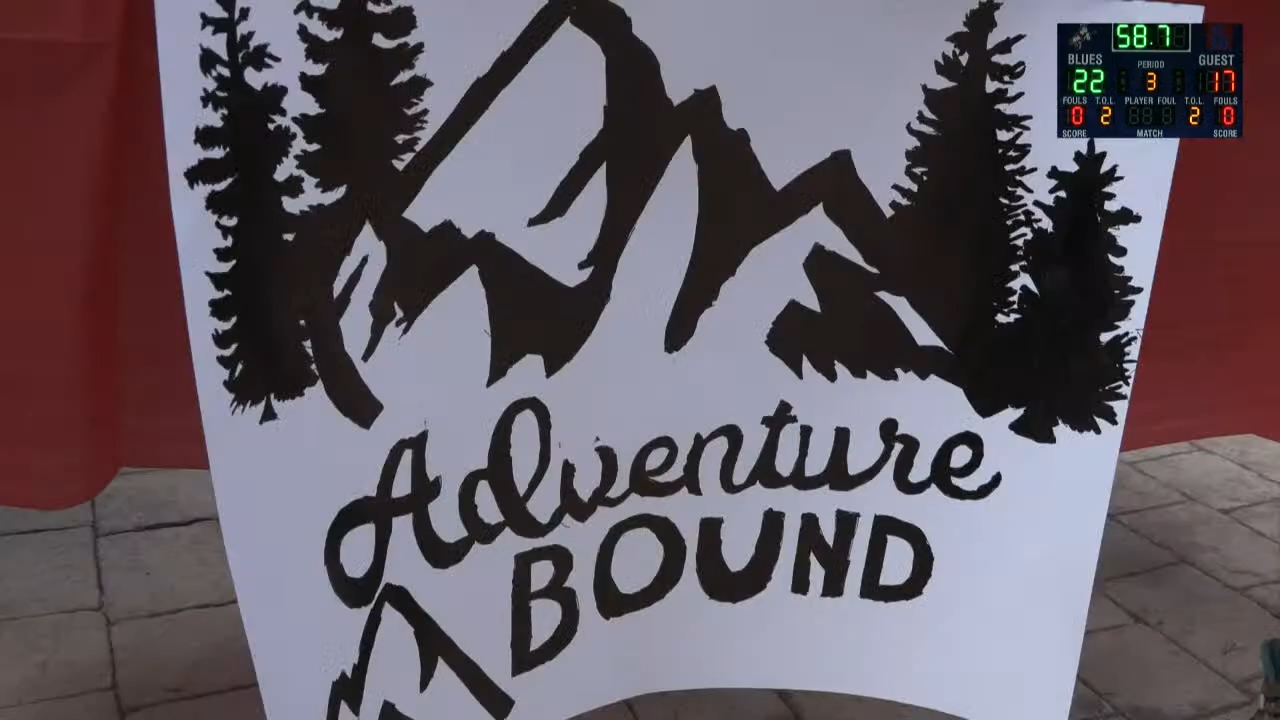 58.7
BLUES PERIOD GUEST
22 3 17
FOULS T.O.L. PLAYER FOUL T.O.L. FOULS
0 2 2 0
SCORE MATCH SCORE
Adventure
BOUND